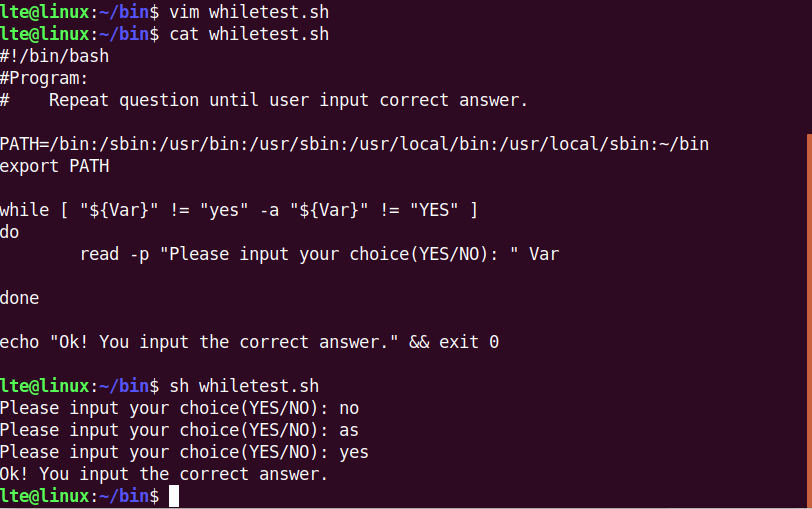 lte@linux:~/bin$ vim whiletest.sh
lte@linux:~/bin$ cat whiletest.sh
#!/bin/bash
#Program:
#    Repeat question until user input correct answer.
PATH=/bin:/sbin:/usr/bin:/usr/sbin:/usr/local/bin:/usr/local/sbin:~/bin
export PATH
while [ "${Var}" != "yes" -a "${Var}" != "YES" ]
do
        read -p "Please input your choice(YES/NO): " Var
done
echo "Ok! You input the correct answer." && exit 0
lte@linux:~/bin$ sh whiletest.sh
Please input your choice(YES/NO): no
Please input your choice(YES/NO): as
Please input your choice(YES/NO): yes
Ok! You input the correct answer.
lte@linux:~/bin$